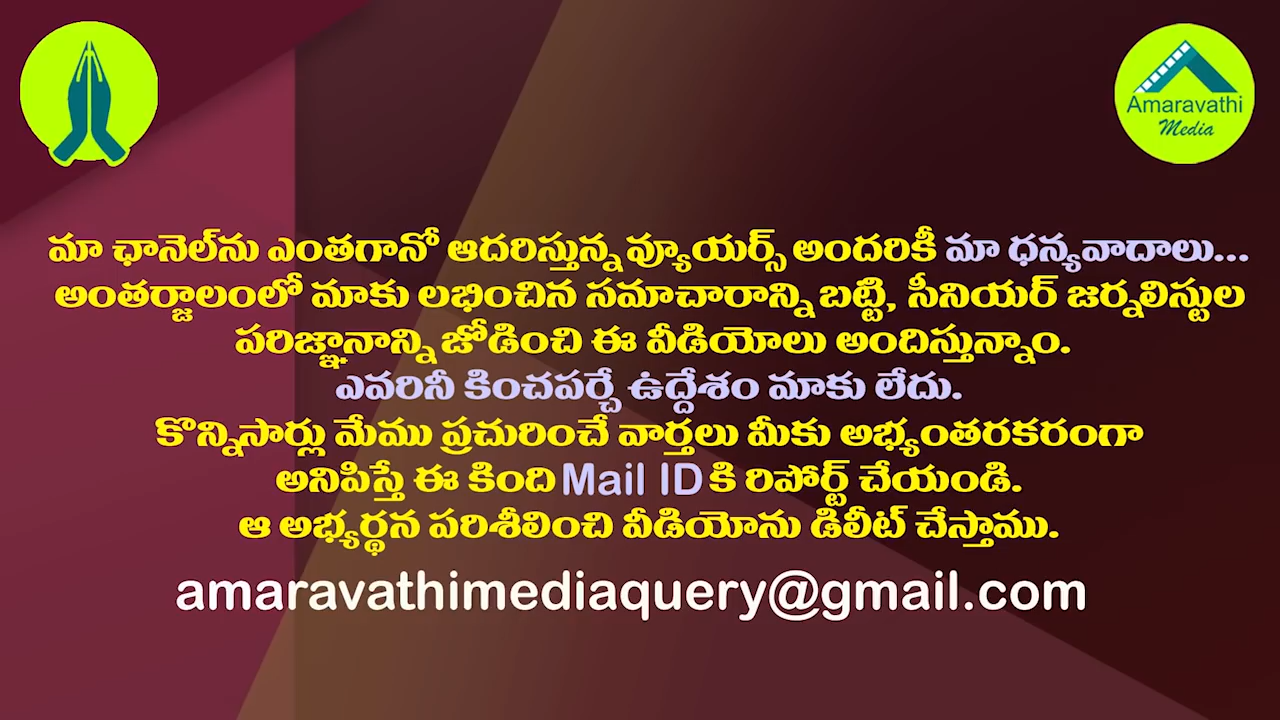 Amaravathi
Media
మా ఛానెల్‌ను ఎంతగానో ఆదరిస్తున్న వ్యూయర్స్ అందరికీ మా ధన్యవాదాలు...
అంతర్జాలంలో మాకు లభించిన సమాచారాన్ని బట్టి, సీనియర్ జర్నలిస్టుల
పరిజ్ఞానాన్ని జోడించి ఈ వీడియోలు అందిస్తున్నాం.
ఎవరినీ కించపర్చే ఉద్దేశం మాకు లేదు.
కొన్నిసార్లు మేము ప్రచురించే వార్తలు మీకు అభ్యంతరకరంగా
అనిపిస్తే ఈ కింది Mail ID కి రిపోర్ట్ చేయండి.
ఆ అభ్యర్థన పరిశీలించి వీడియోను డిలీట్ చేస్తాము.
amaravathimediaquery@gmail.com